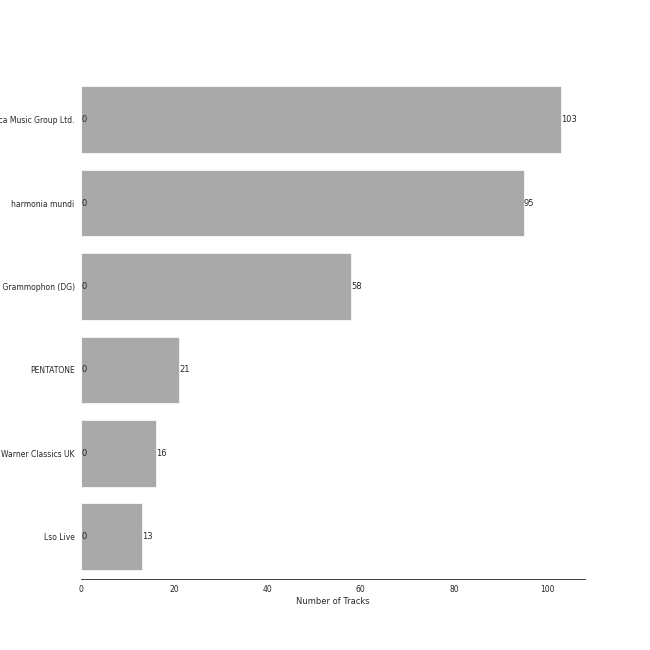 Music Group Ltd. 0 103
harmonia mundi 0 95
Grammophon (DG) 0 58
PENTATONE 0 21
Warner Classics UK 0 16
Lso Live 0 13
0 20 40 60 80 100
Number of Tracks